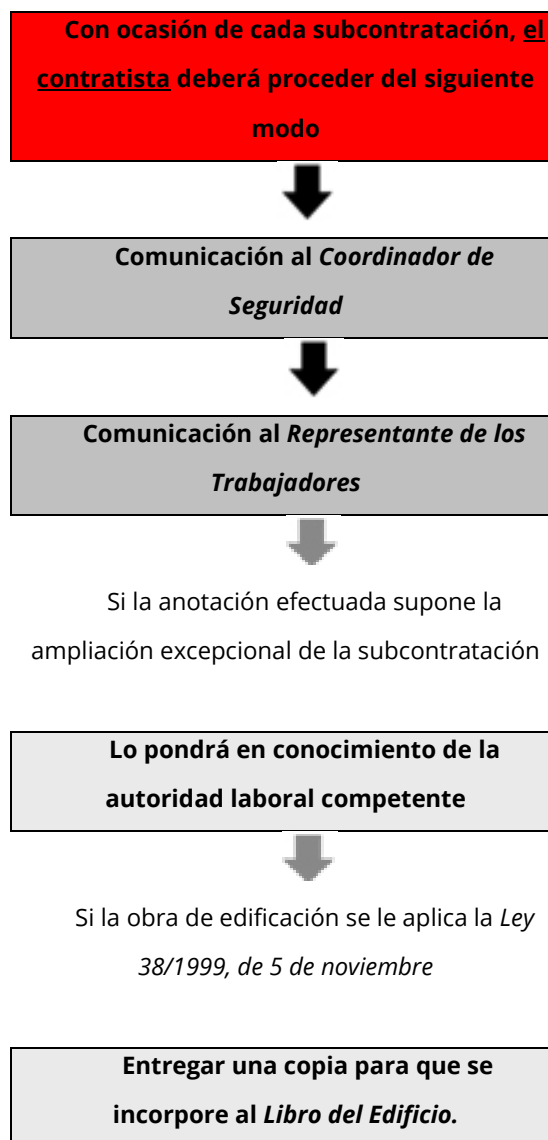 Con ocasión de cada subcontratación, el
contratista deberá proceder del siguiente
modo
Comunicación al Coordinador de
Seguridad
Comunicación al Representante de los
Trabajadores
Si la anotación efectuada supone la
ampliación excepcional de la subcontratación
Lo pondrá en conocimiento de la
autoridad laboral competente
Si la obra de edificación se le aplica la Ley
38/1999, de 5 de noviembre
Entregar una copia para que se
incorpore al Libro del Edificio.